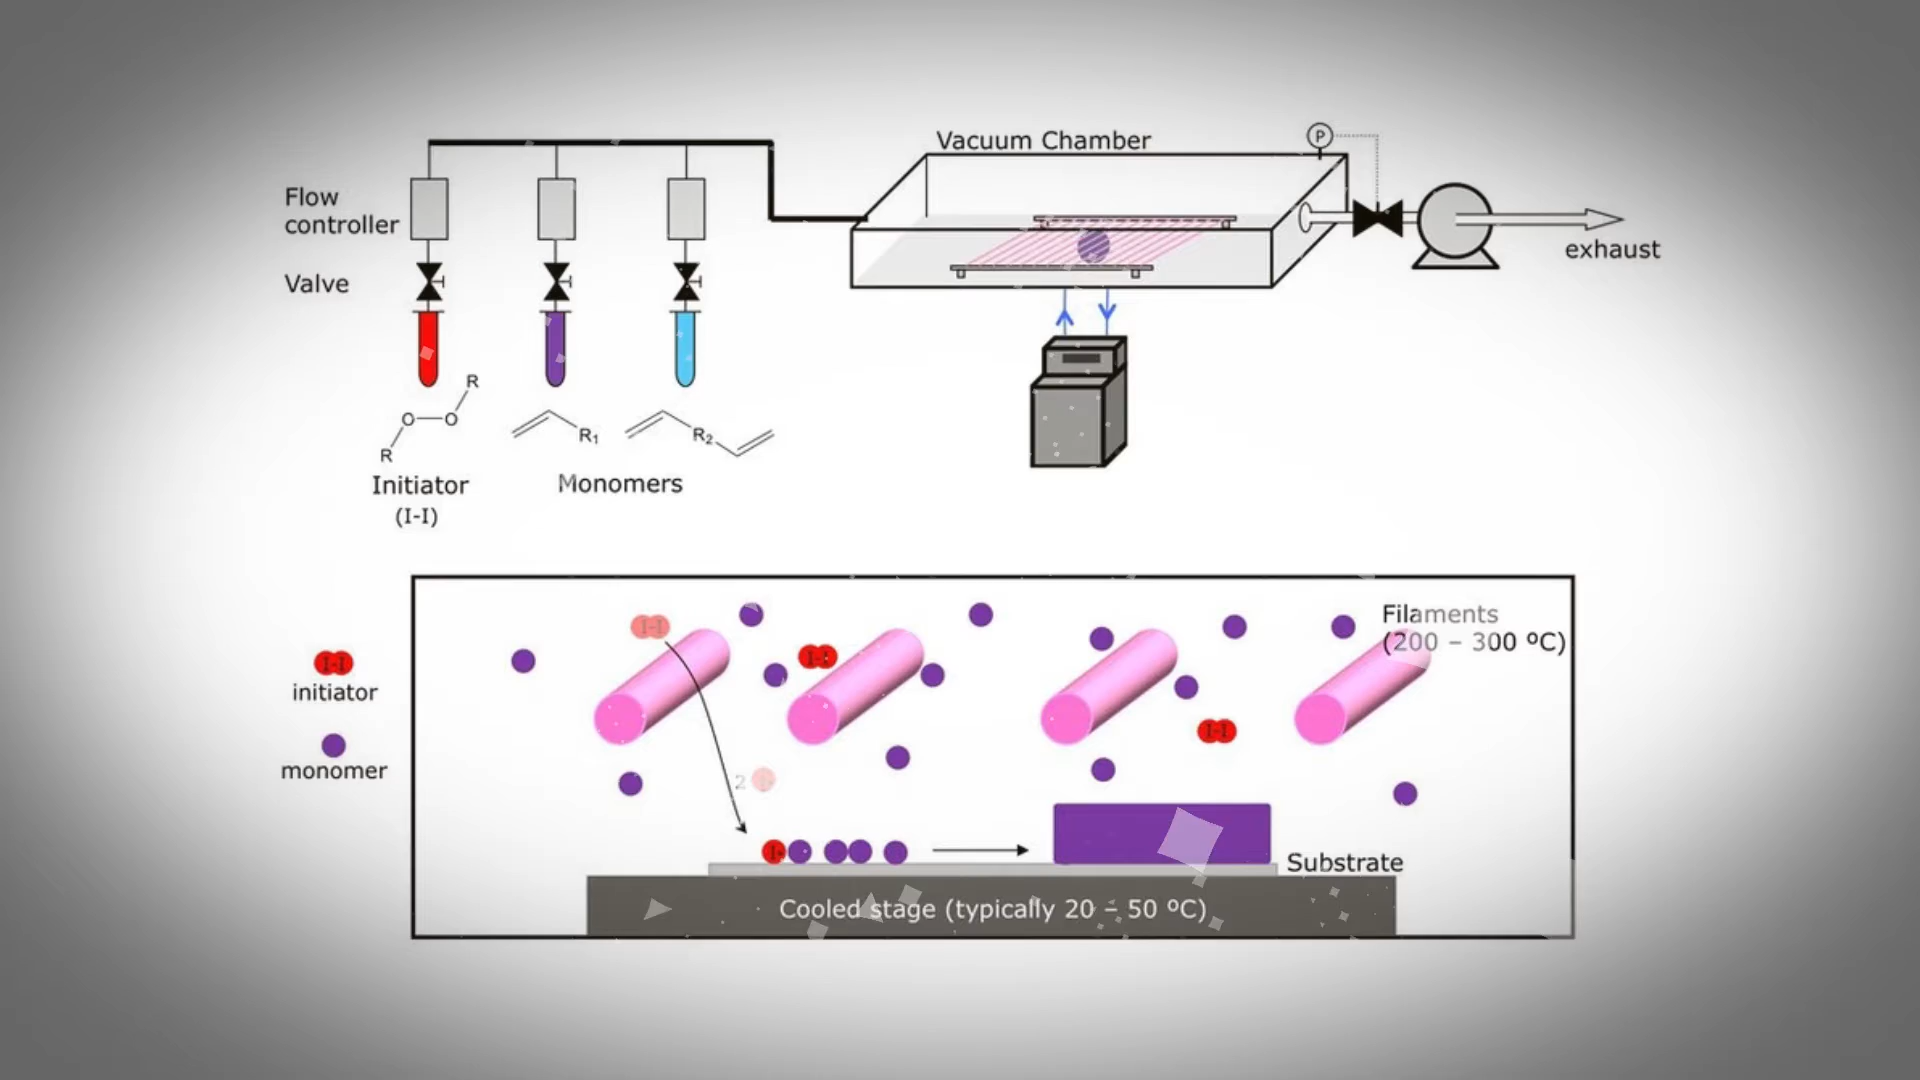 Vacuum Chamber
P
Flow
controller
Valve
exhaust
R
O
O
R
R1
R2
Initiator
(I-I)
Monomers
Filaments
(200 – 300 ºC)
I-I
I-I
I-I
initiator
I-I
monomer
2
I
Substrate
Cooled stage (typically 20 – 50 ºC)